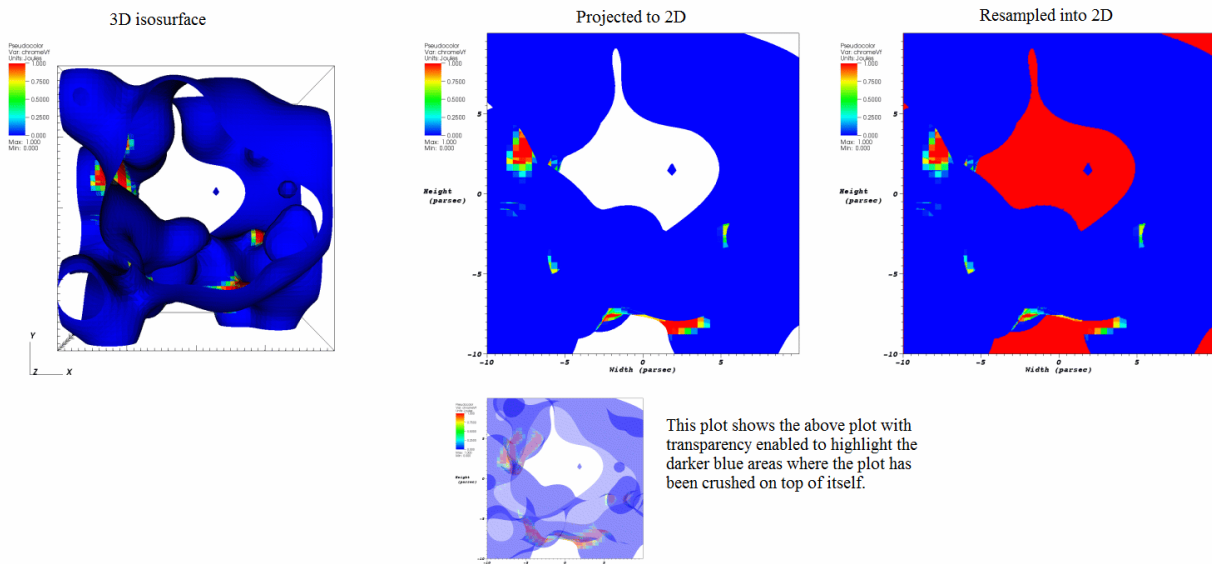 3D isosurface
Projected to 2D
Resampled into 2D
Pseudocolor
Var: chromeVf
Units: Joules
1.000
0.7500
0.5000
0.2500
0.000
Max: 1.000
Min: 0.000
Y
Z
X
Pseudocolor
Var: chromeVf
Units: Joules
1.000
0.7500
0.5000
0.2500
0.000
Max: 1.000
Min: 0.000
5
Height
(parsec)
0
-5
-10
-10
-5
0
5
Width (parsec)
Pseudocolor
Var: chromeVf
Units: Joules
1.000
0.7500
0.5000
0.2500
0.000
Max: 1.000
Min: 0.000
5
Height
(parsec)
0
-5
-10
-10
-5
0
5
Width (parsec)
Pseudocolor
Height
(parsec)
0
This plot shows the above plot with
transparency enabled to highlight the
darker blue areas where the plot has
been crushed on top of itself.